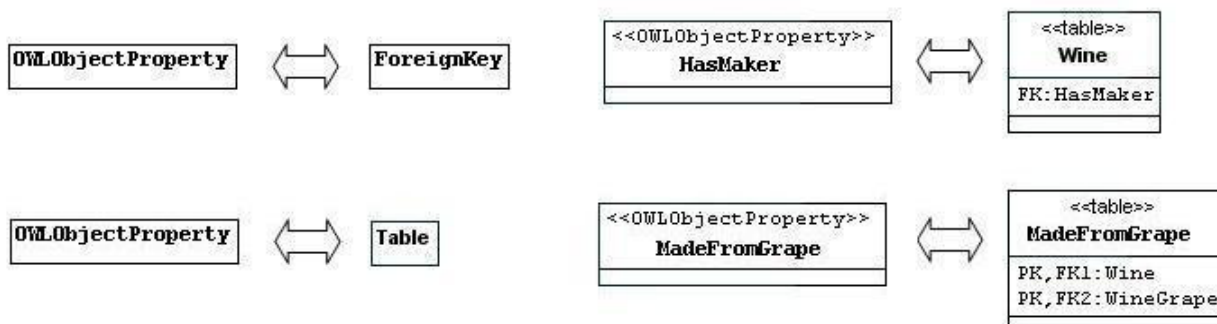 OWLObjectProperty
ForeignKey
<<OWLObjectProperty>>
HasMaker
<<table>>
Wine
FK:HasMaker
OWLObjectProperty
Table
<<OWLObjectProperty>>
MadeFromGrape
<<table>>
MadeFromGrape
PK,FK1:Wine
PK,FK2:WineGrape